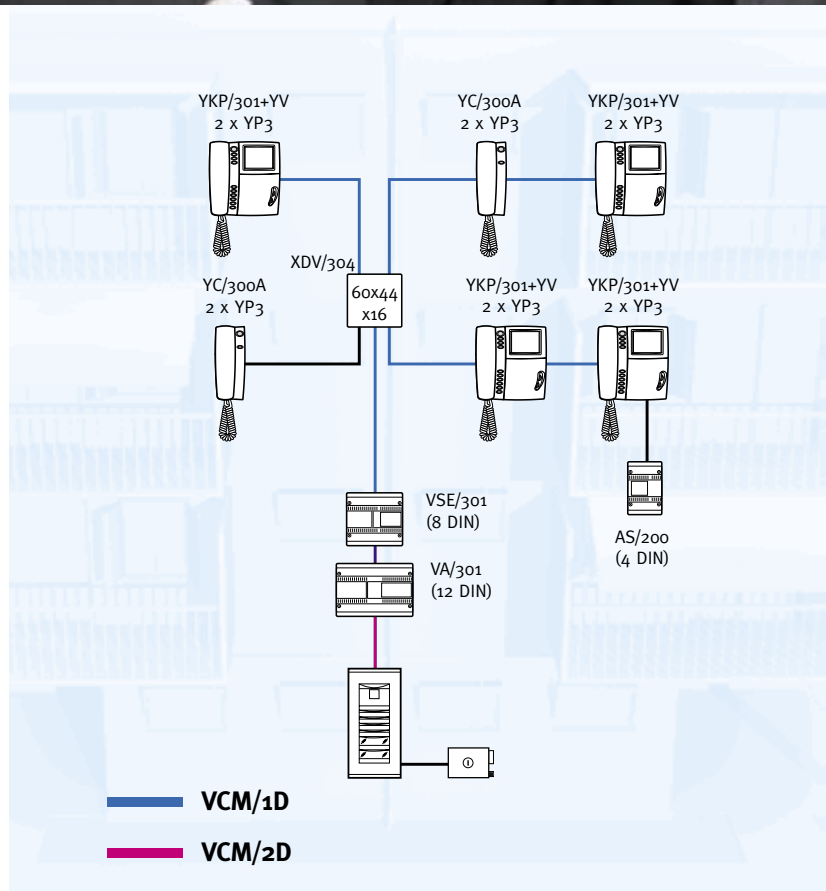 YKP/301+YV
2 x YP3
YC/300A
2 x YP3
YKP/301+YV
2 x YP3
XDV/304
60x44
x16
YC/300A
2 x YP3
YKP/301+YV
2 x YP3
YKP/301+YV
2 x YP3
VSE/301
(8 DIN)
AS/200
(4 DIN)
VA/301
(12 DIN)
VCM/1D
VCM/2D